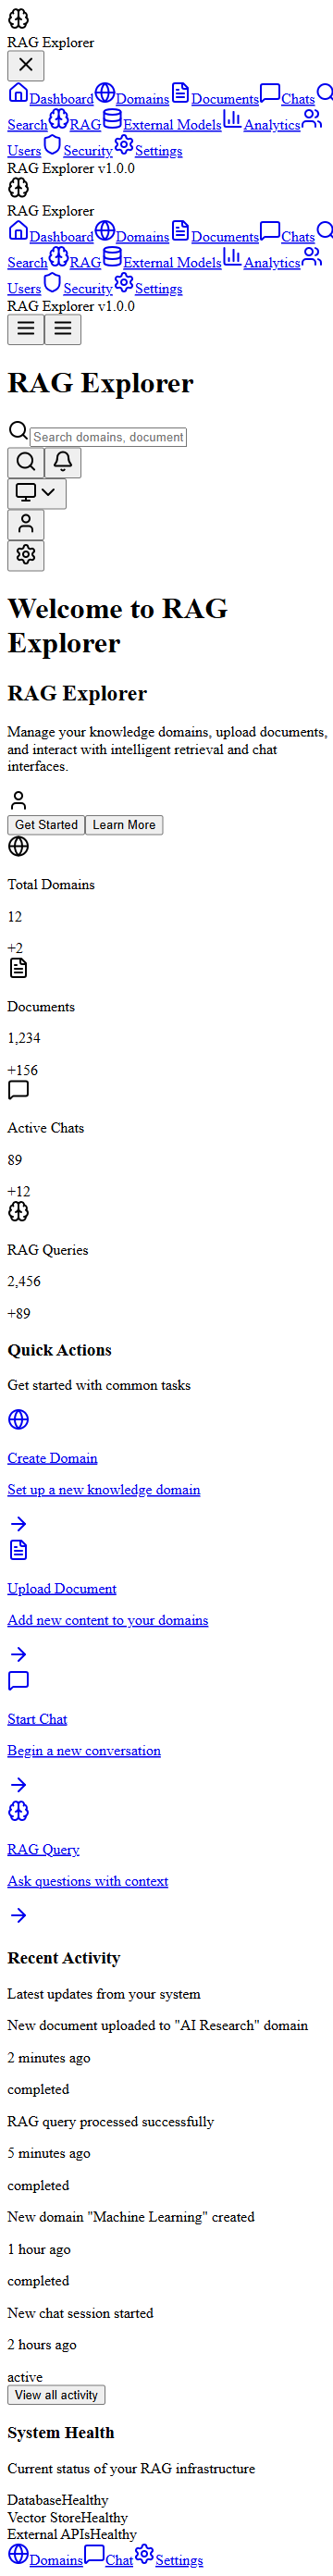 RAG Explorer
Dashboard Domains Documents Chats
Search RAG External Models Analytics
Users Security Settings
RAG Explorer v1.0.0
RAG Explorer
Dashboard Domains Documents Chats
Search RAG External Models Analytics
Users Security Settings
RAG Explorer v1.0.0
RAG Explorer
Search domains, document
Welcome to RAG
Explorer
RAG Explorer
Manage your knowledge domains, upload documents,
and interact with intelligent retrieval and chat
interfaces.
Get Started Learn More
Total Domains
12
+2
Documents
1,234
+156
Active Chats
89
+12
RAG Queries
2,456
+89
Quick Actions
Get started with common tasks
Create Domain
Set up a new knowledge domain
Upload Document
Add new content to your domains
Start Chat
Begin a new conversation
RAG Query
Ask questions with context
Recent Activity
Latest updates from your system
New document uploaded to "AI Research" domain
2 minutes ago
completed
RAG query processed successfully
5 minutes ago
completed
New domain "Machine Learning" created
1 hour ago
completed
New chat session started
2 hours ago
active
View all activity
System Health
Current status of your RAG infrastructure
DatabaseHealthy
Vector StoreHealthy
External APIsHealthy
Domains Chat Settings